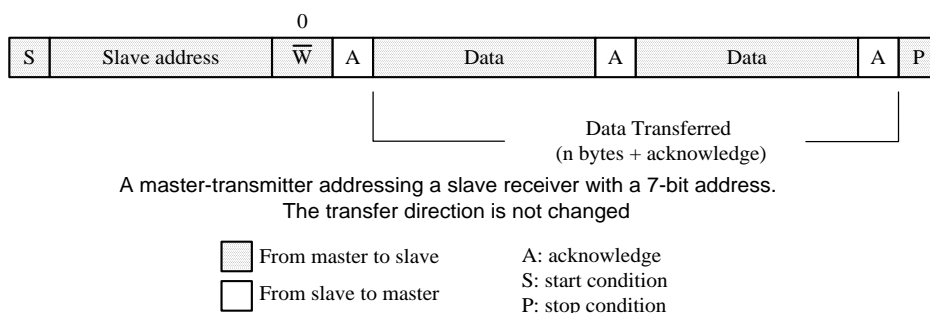 0
S Slave address W̅ A Data A Data A P
Data Transferred
(n bytes + acknowledge)
A master-transmitter addressing a slave receiver with a 7-bit address.
The transfer direction is not changed
From master to slave
From slave to master
A: acknowledge
S: start condition
P: stop condition